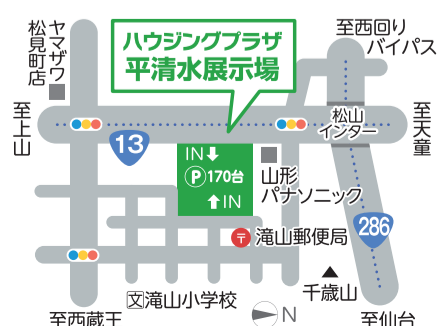 至西回り
バイパス
ヤマザワ
松見町店
ハウジングプラザ
平清水展示場
至上山
13
松山
インター
至天童
IN
P170台
IN
山形
パナソニック
286
〒滝山郵便局
千歳山
文滝山小学校
N
至西蔵王
至仙台